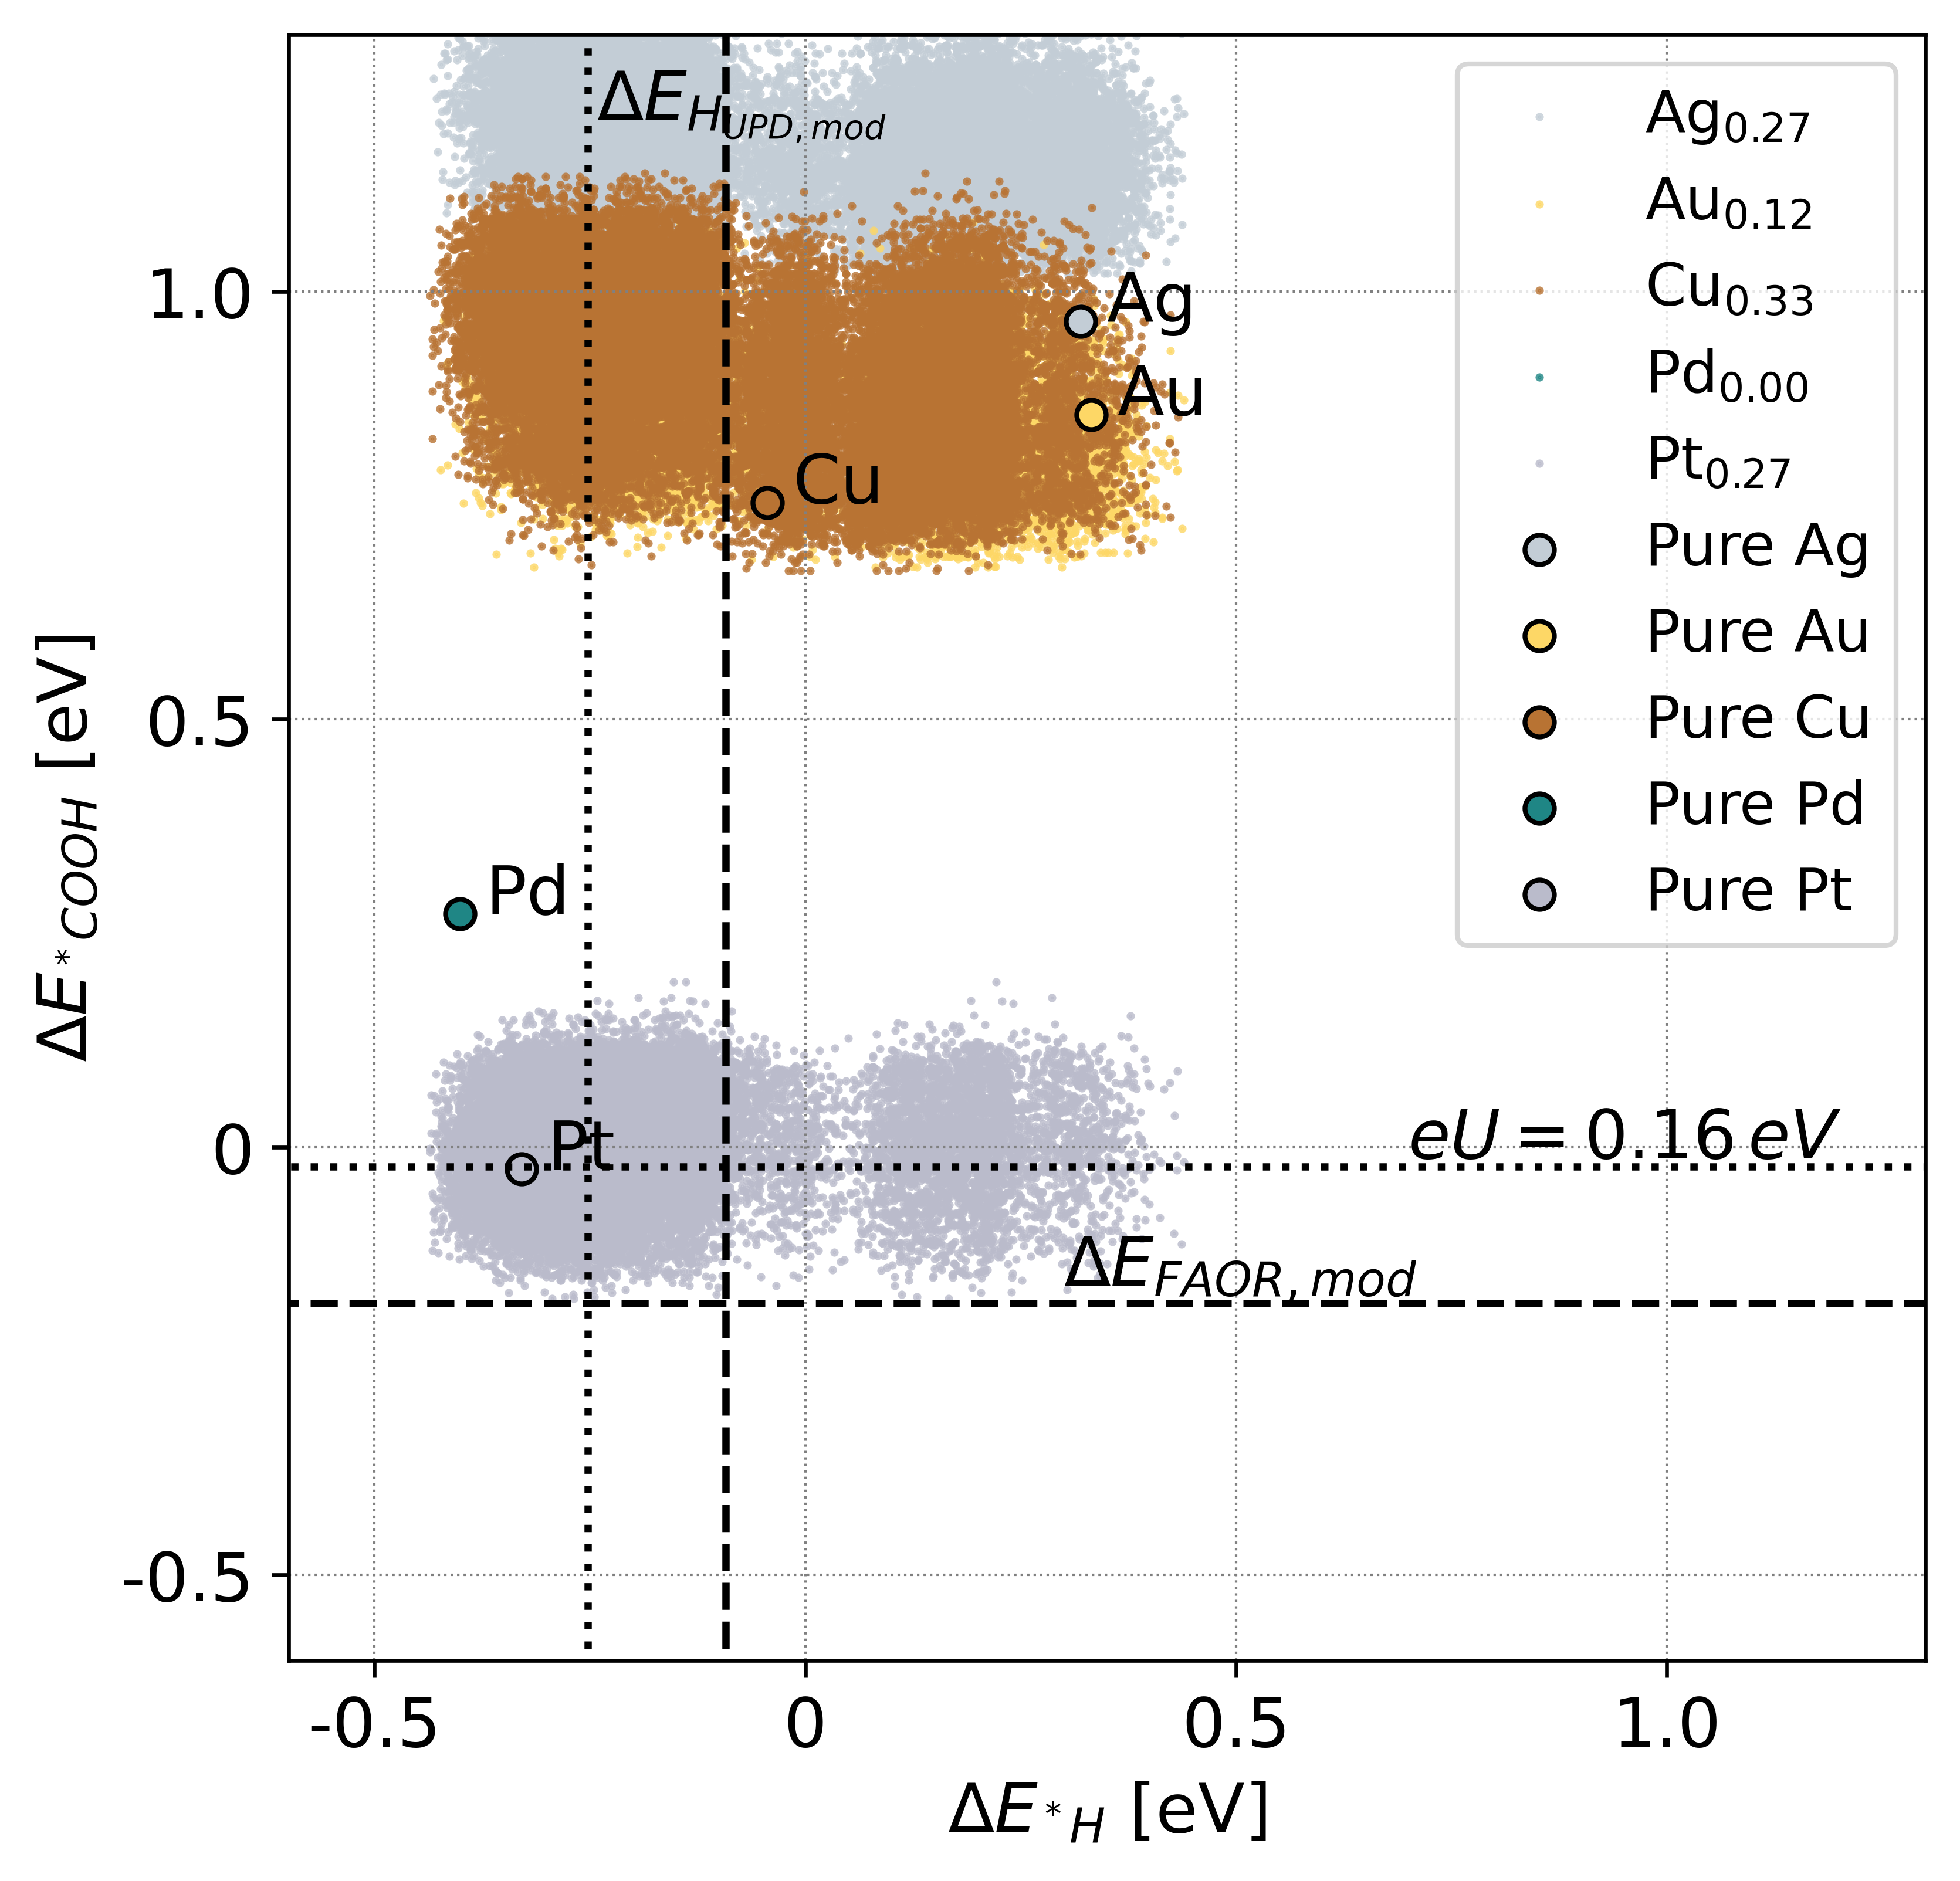 ΔE_{H_{UPD,mod}}
Ag_{0.27}
Au_{0.12}
Cu_{0.33}
Pd_{0.00}
Pt_{0.27}
Pure Ag
Pure Au
Pure Cu
Pure Pd
Pure Pt
Ag
Au
Cu
Pd
Pt
eU = 0.16 eV
ΔE_{FAOR,mod}
1.0
0.5
0
-0.5
ΔE_{*COOH} [eV]
-0.5
0
0.5
1.0
ΔE_{*H} [eV]